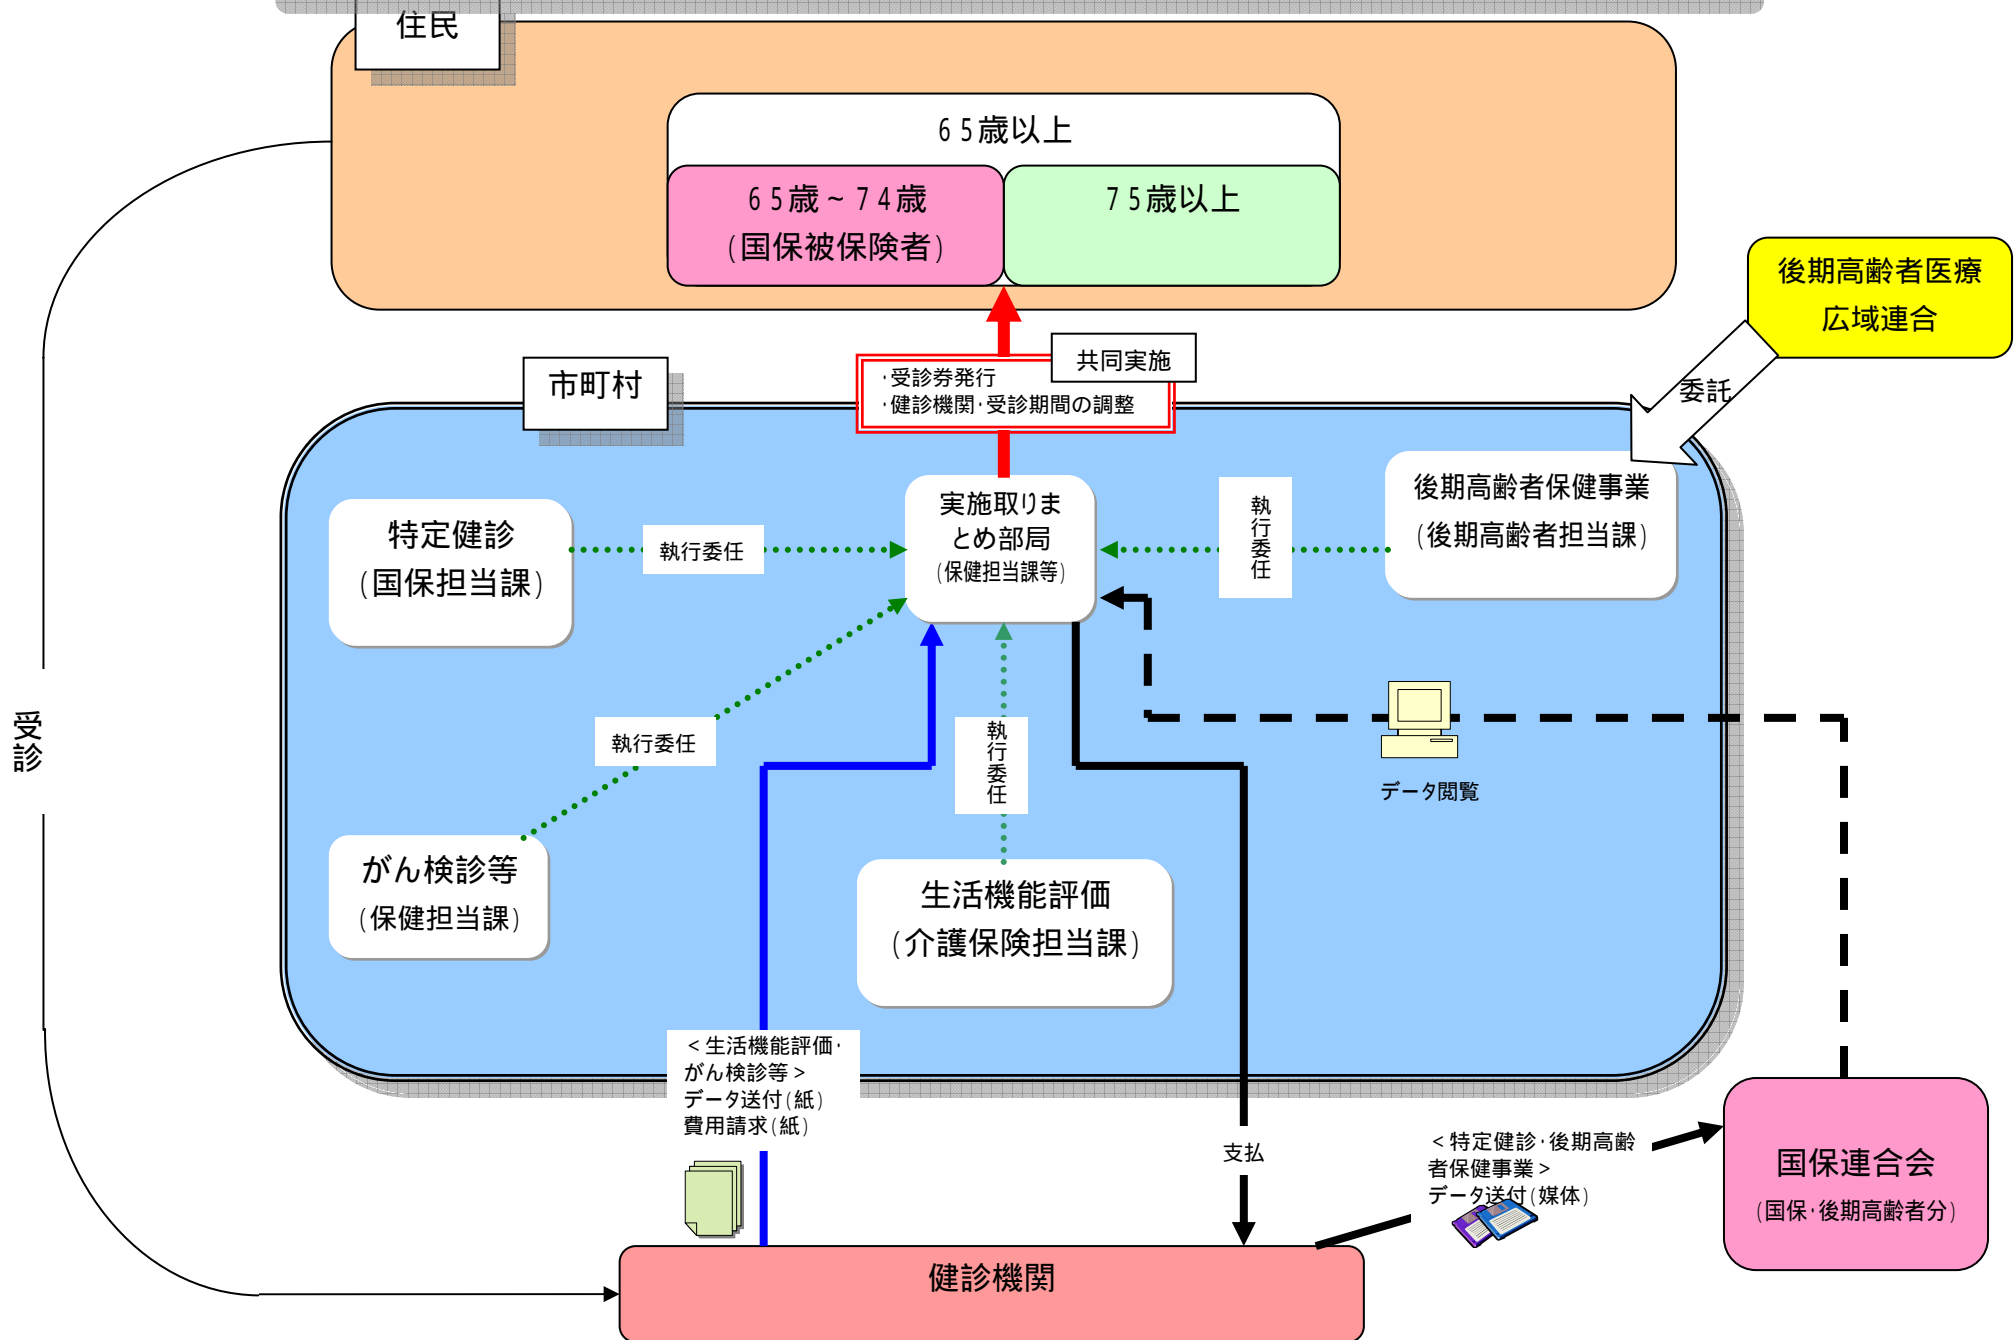 住民
65歳以上
65歳~74歳
(国保被保険者)
75歳以上
後期高齢者医療
広域連合
委託
共同実施
・受診券発行
・健診機関・受診期間の調整
市町村
特定健診
(国保担当課)
執行委任
実施取りま
とめ部局
(保健担当課等)
執行委任
後期高齢者保健事業
(後期高齢者担当課)
受診
執行委任
執行委任
データ閲覧
がん検診等
(保健担当課)
生活機能評価
(介護保険担当課)
<生活機能評価・
がん検診等>
データ送付(紙)
費用請求(紙)
支払
<特定健診・後期高齢
者保健事業>
データ送付(媒体)
国保連合会
(国保・後期高齢者分)
健診機関